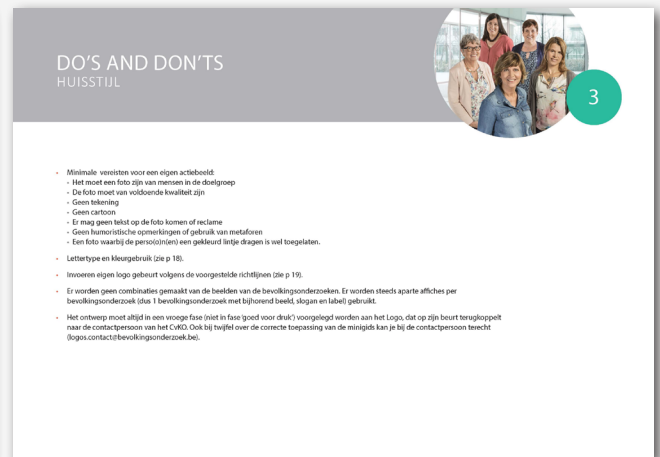 DO'S AND DON'TS
HUISSTIJL
3
• Minimale vereisten voor een eigen actiebeeld:
• Het moet een foto zijn van mensen in de doelgroep
• De foto moet van voldoende kwaliteit zijn
• Geen tekening
• Geen cartoon
• Er mag geen tekst op de foto komen of reclame
• Geen humoristische opmerkingen of gebruik van metaforen
• Een foto waarbij de perso(o)n(en) een gekleurd lintje dragen is wel toegelaten.
• Lettertype en kleurgebruik (zie p 18).
• Invoeren eigen logo gebeurt volgens de voorgestelde richtlijnen (zie p 19).
• Er worden geen combinaties gemaakt van de beelden van de bevolkingsonderzoeken. Er worden steeds aparte affiches per
bevolkingsonderzoek (dus 1 bevolkingsonderzoek met bijhorend beeld, slogan en label) gebruikt.
• Het ontwerp moet altijd in een vroege fase (niet in fase 'goed voor druk') voorgelegd worden aan het Logo, dat op zijn beurt terugkoppelt
naar de contactpersoon van het CvKO. Ook bij twijfel over de correcte toepassing van de minigids kan je bij de contactpersoon terecht
(logos.contact@bevolkingsonderzoek.be).